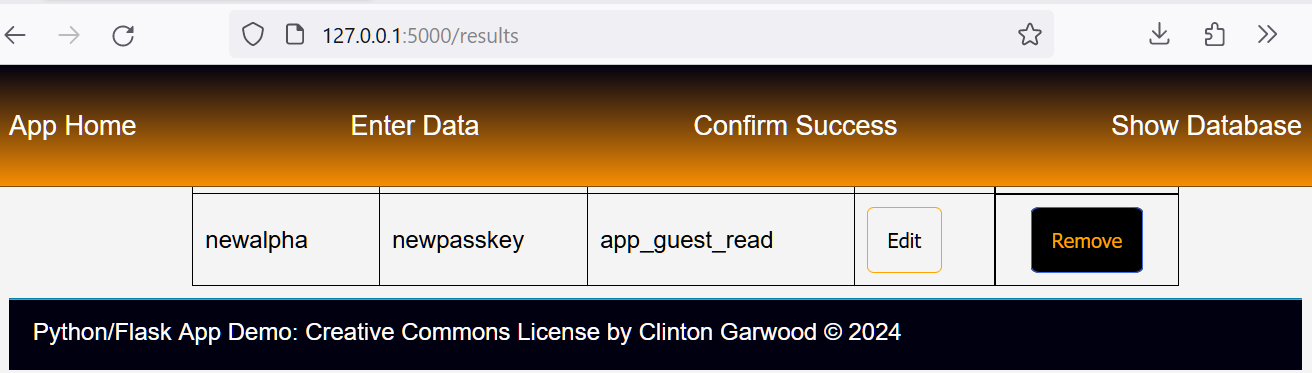 127.0.0.1:5000/results
App Home Enter Data Confirm Success Show Database
newalpha newpasskey app_guest_read Edit Remove
Python/Flask App Demo: Creative Commons License by Clinton Garwood © 2024